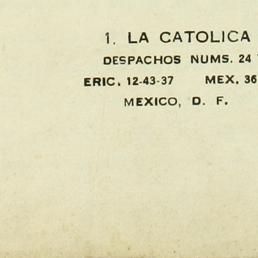 1. LA CATOLICA
DESPACHOS NUMS. 24
ERIC. 12-43-37 MEX. 36
MEXICO, D. F.